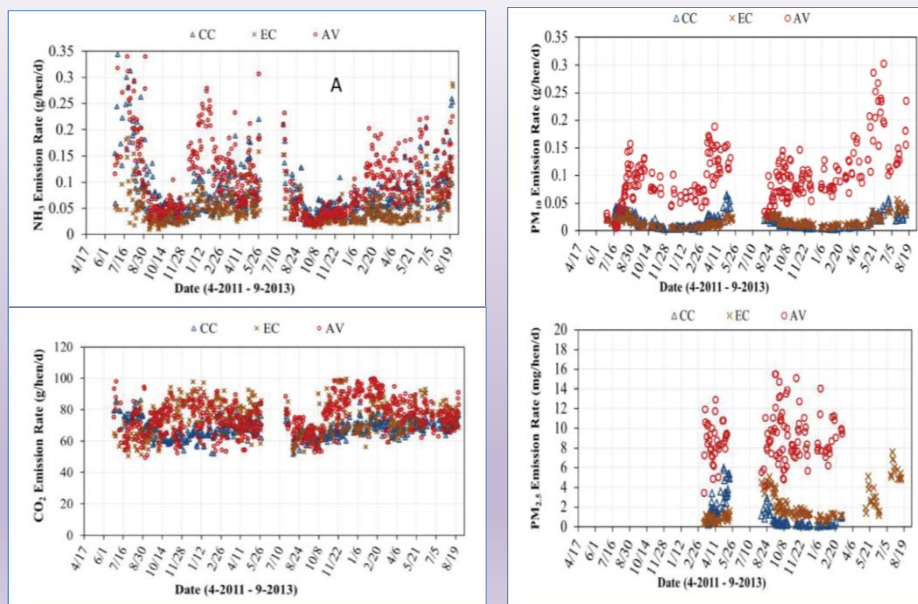 CC EC AV
NH₃ Emission Rate (g/hen/d)
0.35
0.3
0.25
0.2
0.15
0.1
0.05
0
A
4/17 6/1 7/16 8/30 10/14 11/28 1/12 2/26 4/11 5/26 7/10 8/24 10/8 11/22 1/6 2/20 4/6 5/21 7/5 8/19
Date (4-2011 - 9-2013)
CC EC AV
CO₂ Emission Rate (g/hen/d)
120
100
80
60
40
20
0
4/17 6/1 7/16 8/30 10/14 11/28 1/12 2/26 4/11 5/26 7/10 8/24 10/8 11/22 1/6 2/20 4/6 5/21 7/5 8/19
Date (4-2011 - 9-2013)
CC EC AV
PM₁₀ Emission Rate (g/hen/d)
0.35
0.3
0.25
0.2
0.15
0.1
0.05
0
4/17 6/1 7/16 8/30 10/14 11/28 1/12 2/26 4/11 5/26 7/10 8/24 10/8 11/22 1/6 2/20 4/6 5/21 7/5 8/19
Date (4-2011 - 9-2013)
CC EC AV
PM₂.₅ Emission Rate (mg/hen/d)
20
18
16
14
12
10
8
6
4
2
0
4/17 6/1 7/16 8/30 10/14 11/28 1/12 2/26 4/11 5/26 7/10 8/24 10/8 11/22 1/6 2/20 4/6 5/21 7/5 8/19
Date (4-2011 - 9-2013)